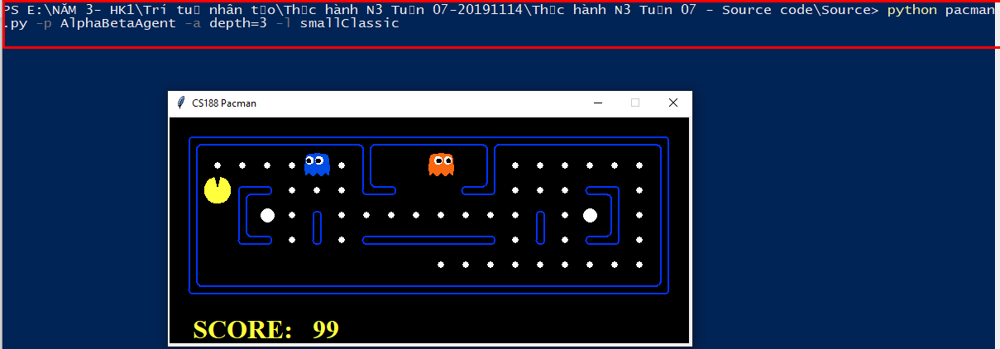 PS E:\NĂM 3- HK1\Trí tu▯ nhân t▯o\Th▯c hành N3 Tu▯n 07-20191114\Th▯c hành N3 Tu▯n 07 - Source code\Source> python pacman
.py -p AlphaBetaAgent -a depth=3 -l smallClassic
CS188 Pacman
SCORE: 99